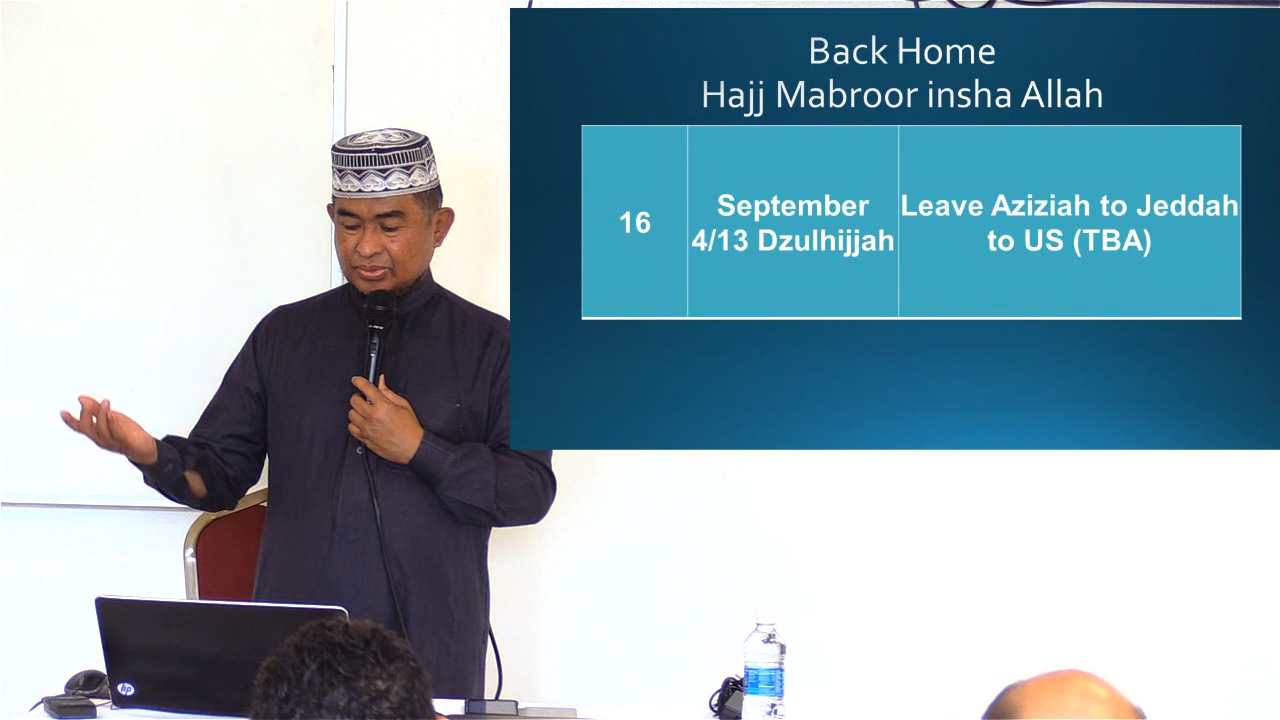 Back Home
Hajj Mabroor insha Allah
16
September
4/13 Dzulhijjah
Leave Aziziah to Jeddah
to US (TBA)
hp